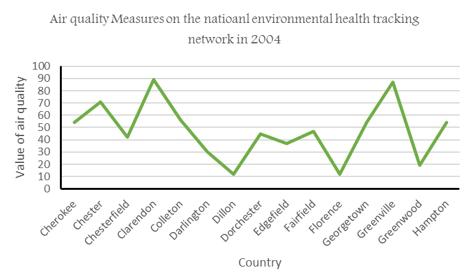 Air quality Measures on the natioanl environmental health tracking
network in 2004
Value of air quality
100
90
80
70
60
50
40
30
20
10
0
Cherokee
Chester
Chesterfield
Clarendon
Colleton
Darlington
Dillon
Dorchester
Edgefield
Fairfield
Florence
Georgetown
Greenville
Greenwood
Hampton
Country